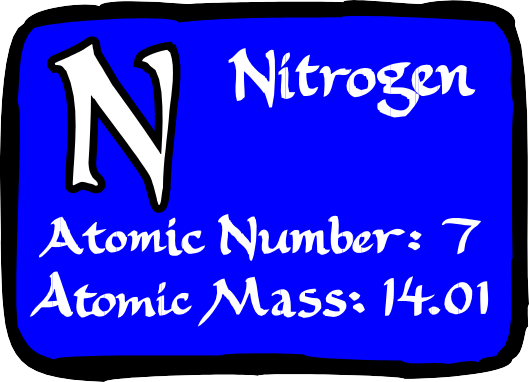 N
Nitrogen
Atomic Number: 7
Atomic Mass: 14.01